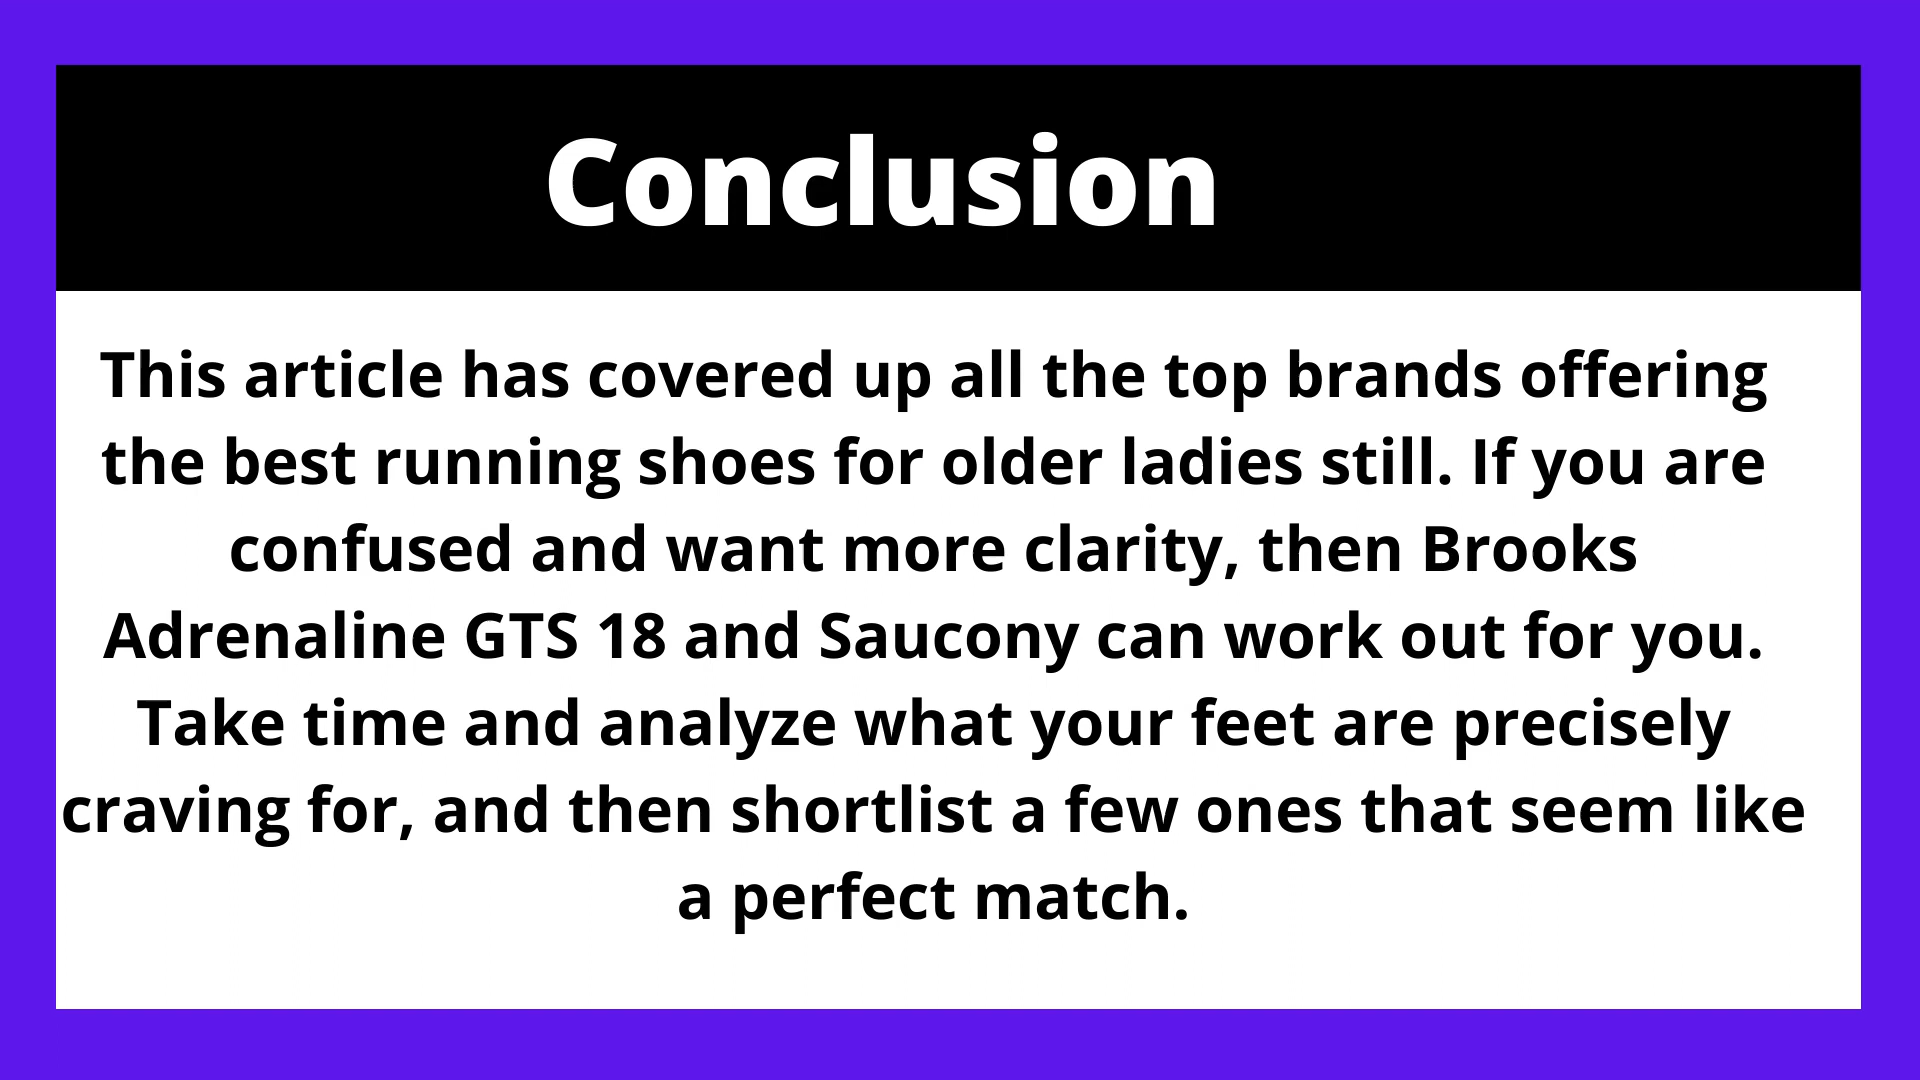 Conclusion
This article has covered up all the top brands offering
the best running shoes for older ladies still. If you are
confused and want more clarity, then Brooks
Adrenaline GTS 18 and Saucony can work out for you.
Take time and analyze what your feet are precisely
craving for, and then shortlist a few ones that seem like
a perfect match.